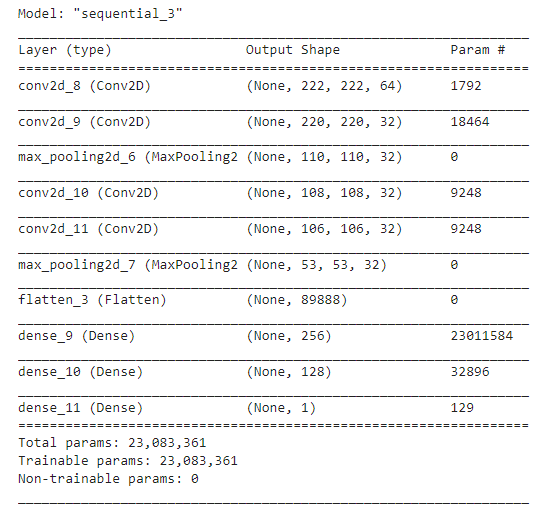 Model: "sequential_3"
Layer (type) Output Shape Param #
conv2d_8 (Conv2D) (None, 222, 222, 64) 1792
conv2d_9 (Conv2D) (None, 220, 220, 32) 18464
max_pooling2d_6 (MaxPooling2 (None, 110, 110, 32) 0
conv2d_10 (Conv2D) (None, 108, 108, 32) 9248
conv2d_11 (Conv2D) (None, 106, 106, 32) 9248
max_pooling2d_7 (MaxPooling2 (None, 53, 53, 32) 0
flatten_3 (Flatten) (None, 89888) 0
dense_9 (Dense) (None, 256) 23011584
dense_10 (Dense) (None, 128) 32896
dense_11 (Dense) (None, 1) 129
Total params: 23,083,361
Trainable params: 23,083,361
Non-trainable params: 0